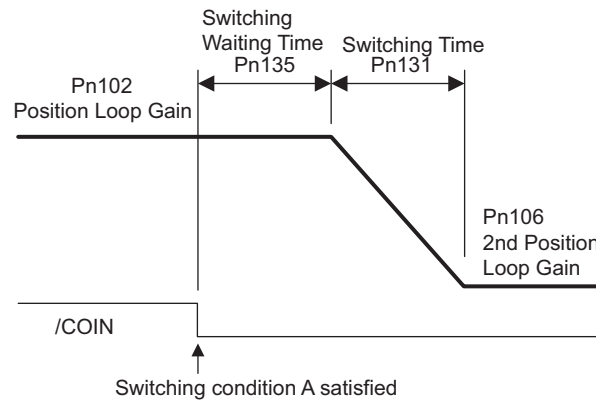 Switching
Waiting Time
Pn135
Switching Time
Pn131
Pn102
Position Loop Gain
Pn106
2nd Position
Loop Gain
/COIN
Switching condition A satisfied